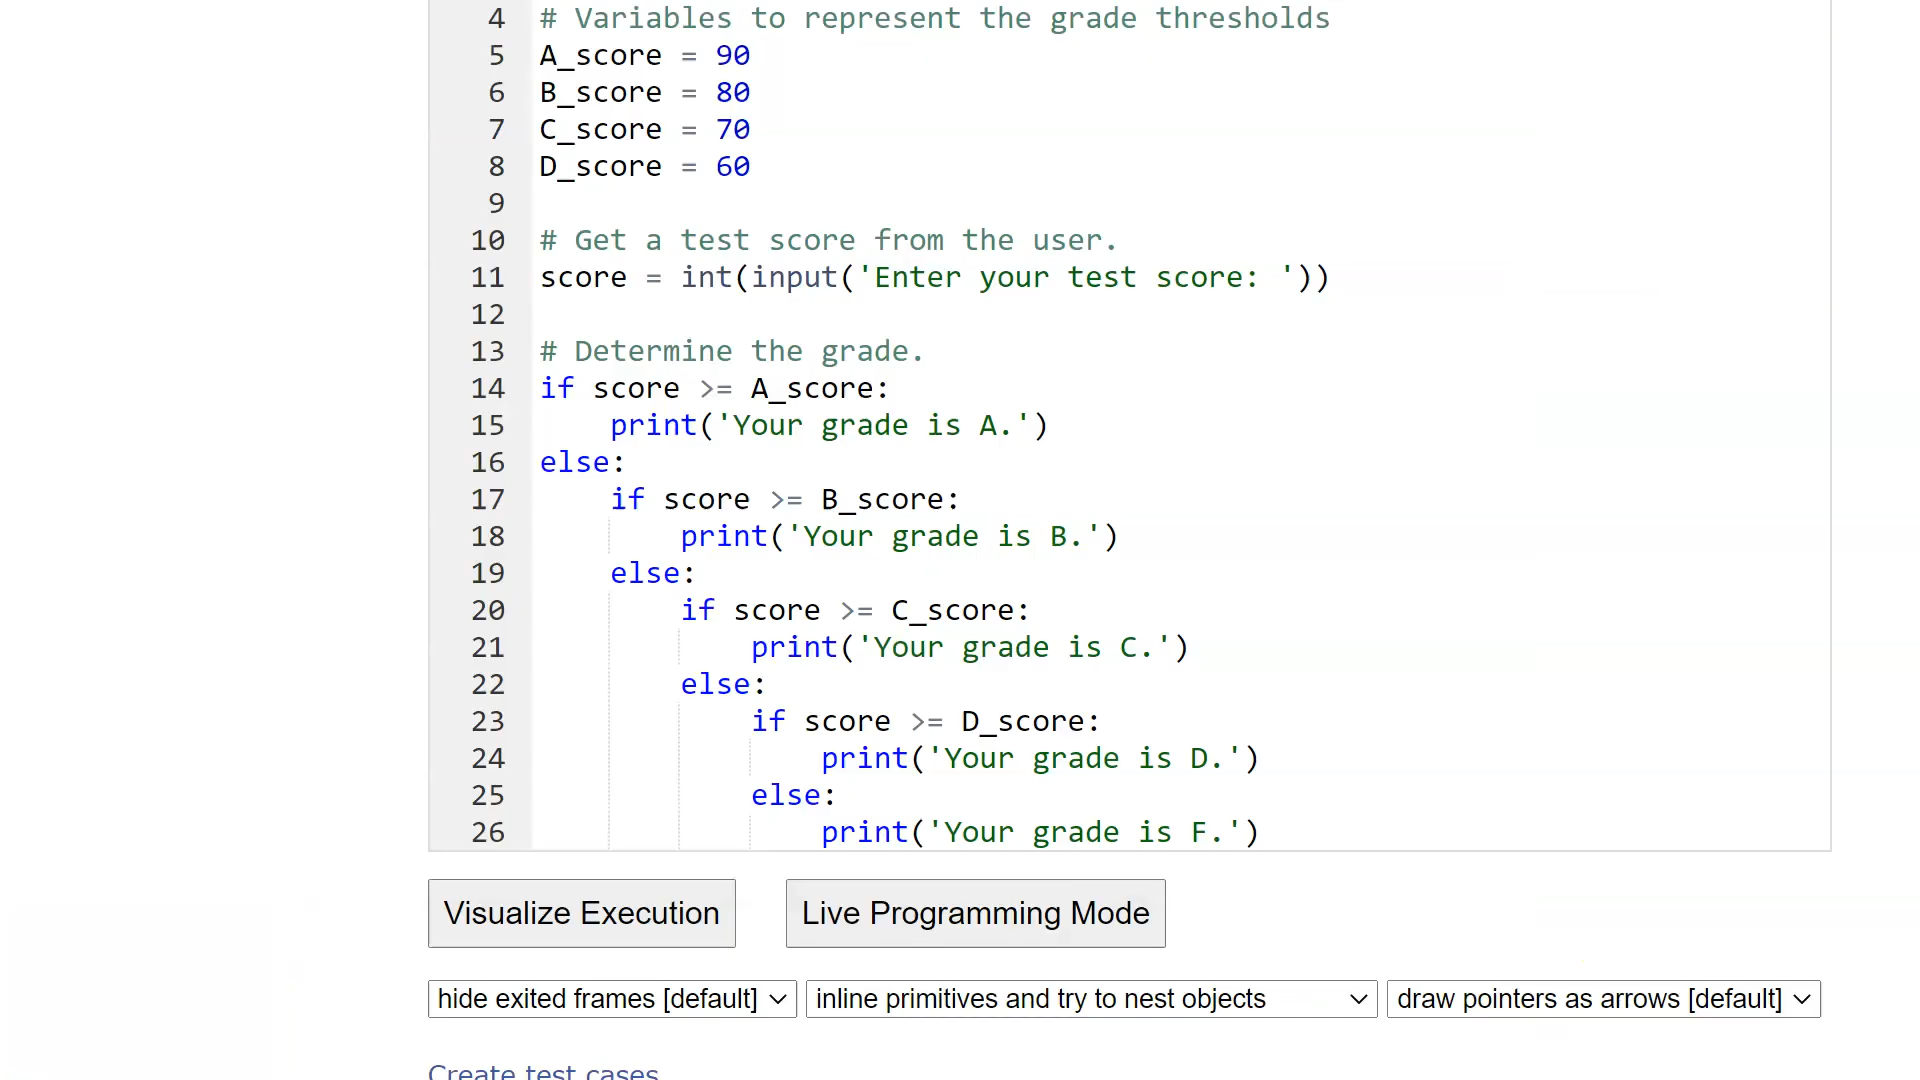 4 # Variables to represent the grade thresholds
5 A_score = 90
6 B_score = 80
7 C_score = 70
8 D_score = 60
9
10 # Get a test score from the user.
11 score = int(input('Enter your test score: '))
12
13 # Determine the grade.
14 if score >= A_score:
15     print('Your grade is A.')
16 else:
17     if score >= B_score:
18         print('Your grade is B.')
19     else:
20         if score >= C_score:
21             print('Your grade is C.')
22         else:
23             if score >= D_score:
24                 print('Your grade is D.')
25             else:
26                 print('Your grade is F.')
Visualize Execution Live Programming Mode
hide exited frames [default] inline primitives and try to nest objects draw pointers as arrows [default]
Create test cases